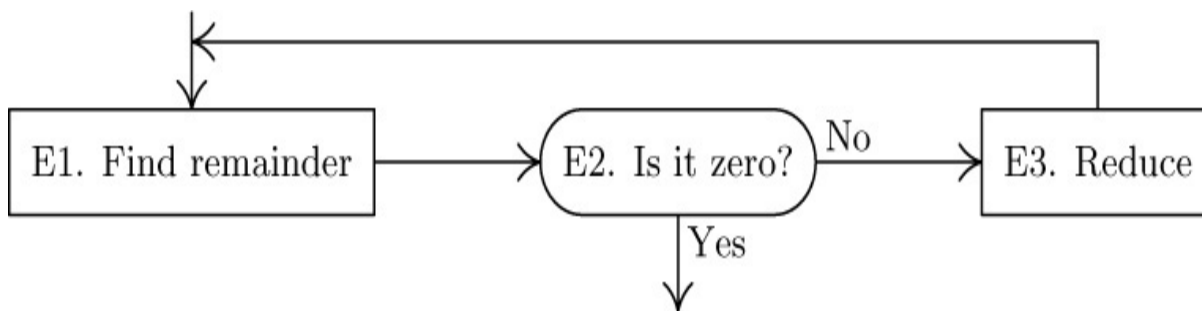 E1. Find remainder
E2. Is it zero?
No
E3. Reduce
Yes